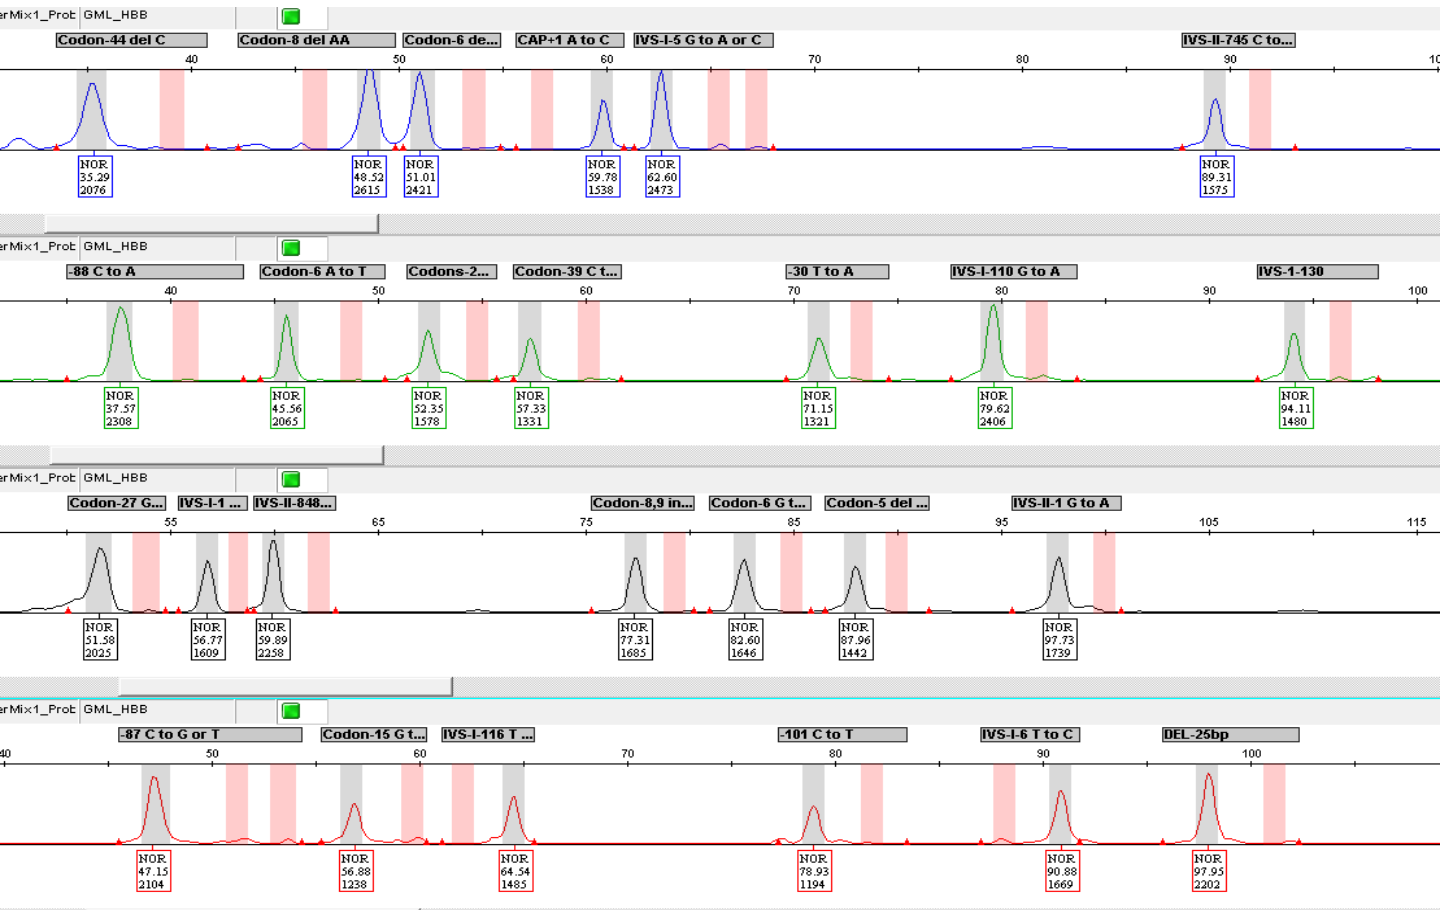 erMix1_Prot GML_HBB
Codon-44 del C Codon-8 del AA Codon-6 de... CAP+1 A to C IVS-I-5 G to A or C IVS-II-745 C to...
40 50 60 70 80 90 10
NOR NOR NOR NOR NOR NOR
35.29 48.52 51.01 59.78 62.60 89.31
2076 2615 2421 1538 2473 1575
erMix1_Prot GML_HBB
-88 C to A Codon-6 A to T Codons-2... Codon-39 C t... -30 T to A IVS-I-110 G to A IVS-1-130
40 50 60 70 80 90 100
NOR NOR NOR NOR NOR NOR NOR
37.57 45.56 52.35 57.33 71.15 79.62 94.11
2308 2065 1578 1331 1321 2406 1480
erMix1_Prot GML_HBB
Codon-27 G... IVS-I-1 ... IVS-II-848... Codon-8,9 in... Codon-6 G t... Codon-5 del ... IVS-II-1 G to A
55 65 75 85 95 105 115
NOR NOR NOR NOR NOR NOR NOR
51.58 56.77 59.89 77.31 82.60 87.96 97.73
2025 1609 2258 1685 1646 1442 1739
erMix1_Prot GML_HBB
-87 C to G or T Codon-15 G t... IVS-I-116 T ... -101 C to T IVS-I-6 T to C DEL-25bp
40 50 60 70 80 90 100
NOR NOR NOR NOR NOR NOR
47.15 56.88 64.54 78.93 90.88 97.95
2104 1238 1485 1194 1669 2202